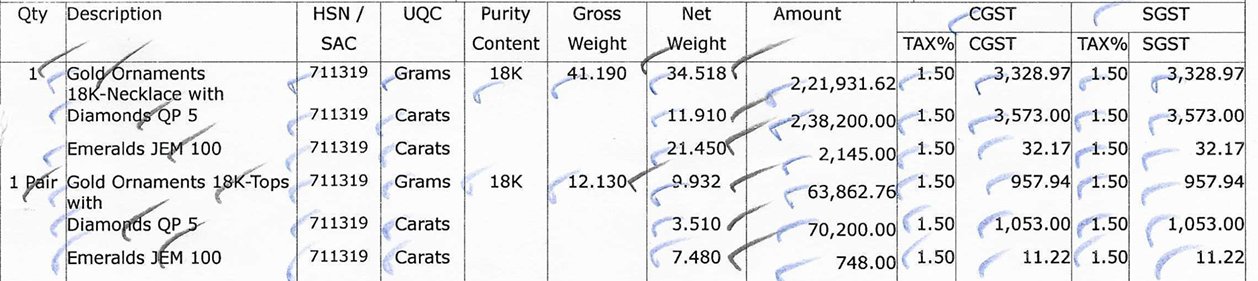 Qty Description HSN / UQC Purity Gross Net Amount CGST SGST
SAC Content Weight Weight TAX% CGST TAX% SGST
1 Gold Ornaments 711319 Grams 18K 41.190 34.518 2,21,931.62 1.50 3,328.97 1.50 3,328.97
18K-Necklace with
Diamonds QP 5 711319 Carats 11.910 2,38,200.00 1.50 3,573.00 1.50 3,573.00
Emeralds JEM 100 711319 Carats 21.450 2,145.00 1.50 32.17 1.50 32.17
1 Pair Gold Ornaments 18K-Tops 711319 Grams 18K 12.130 9.932 63,862.76 1.50 957.94 1.50 957.94
with
Diamonds QP 5 711319 Carats 3.510 70,200.00 1.50 1,053.00 1.50 1,053.00
Emeralds JEM 100 711319 Carats 7.480 748.00 1.50 11.22 1.50 11.22